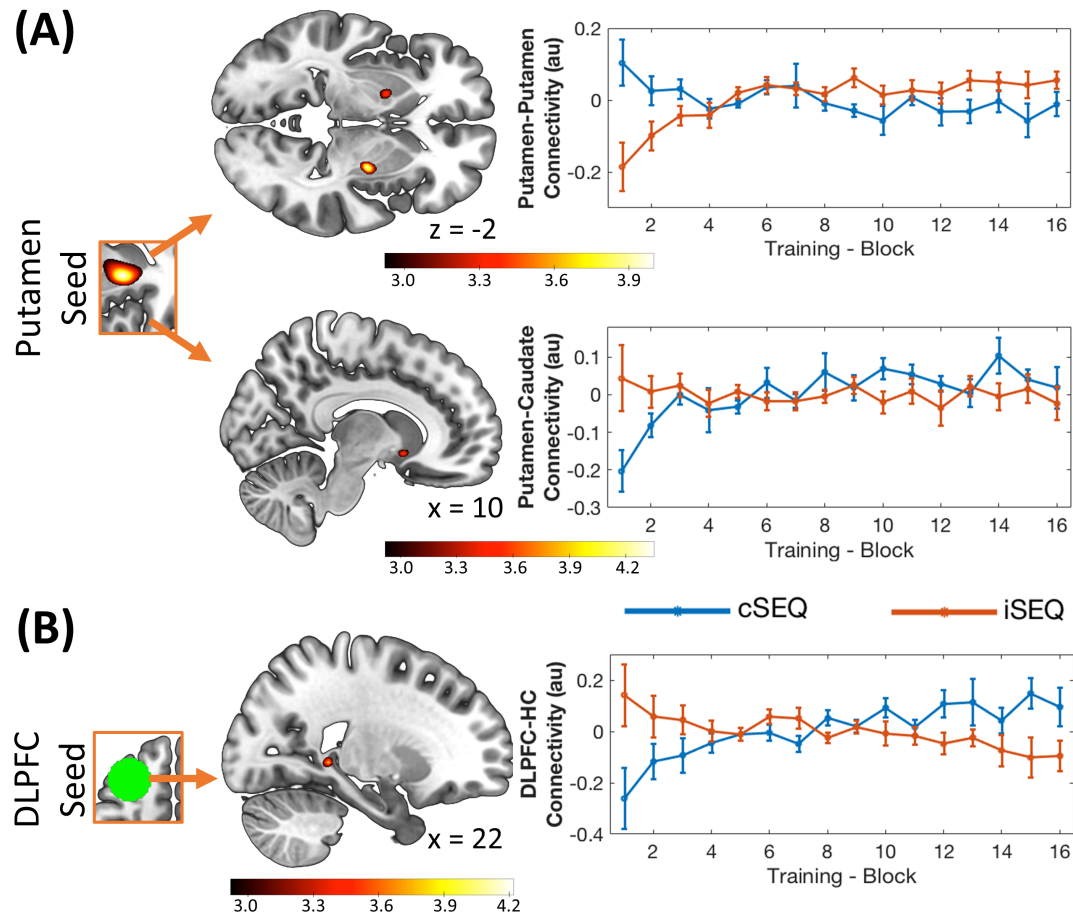 (A)
Putamen
Seed
z = -2
3.0 3.3 3.6 3.9
0.2
0
-0.2
2 4 6 8 10 12 14 16
Putamen-Putamen
Connectivity (au)
Training - Block
x = 10
3.0 3.3 3.6 3.9 4.2
0.1
0
-0.1
-0.2
-0.3
2 4 6 8 10 12 14 16
Putamen-Caudate
Connectivity (au)
Training - Block
cSEQ iSEQ
(B)
DLPFC
Seed
x = 22
3.0 3.3 3.6 3.9 4.2
0.2
0
-0.2
-0.4
2 4 6 8 10 12 14 16
DLPFC-HC
Connectivity (au)
Training - Block